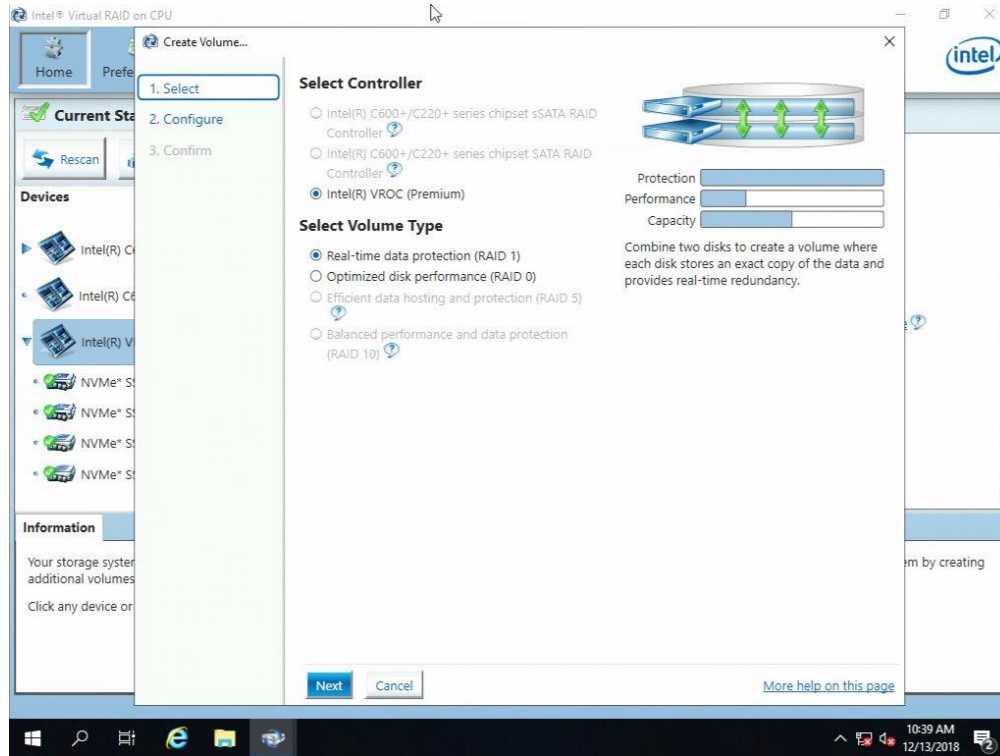 Intel® Virtual RAID on CPU
Create Volume...
Home
intel
1. Select
2. Configure
3. Confirm
Current
Rescan
Devices
Intel(R)
Intel(R)
Intel(R)
NVMe*
NVMe*
NVMe*
NVMe*
Select Controller
Intel(R) C600+/C220+ series chipset sSATA RAID
Controller
Intel(R) C600+/C220+ series chipset SATA RAID
Controller
Intel(R) VROC (Premium)
Select Volume Type
Real-time data protection (RAID 1)
Optimized disk performance (RAID 0)
Efficient data hosting and protection (RAID 5)
Balanced performance and data protection
(RAID 10)
Protection
Performance
Capacity
Combine two disks to create a volume where
each disk stores an exact copy of the data and
provides real-time redundancy.
Information
Your storage
by creating
additional volumes
Click any device or
Next
Cancel
More help on this page
10:39 AM
12/13/2018
2